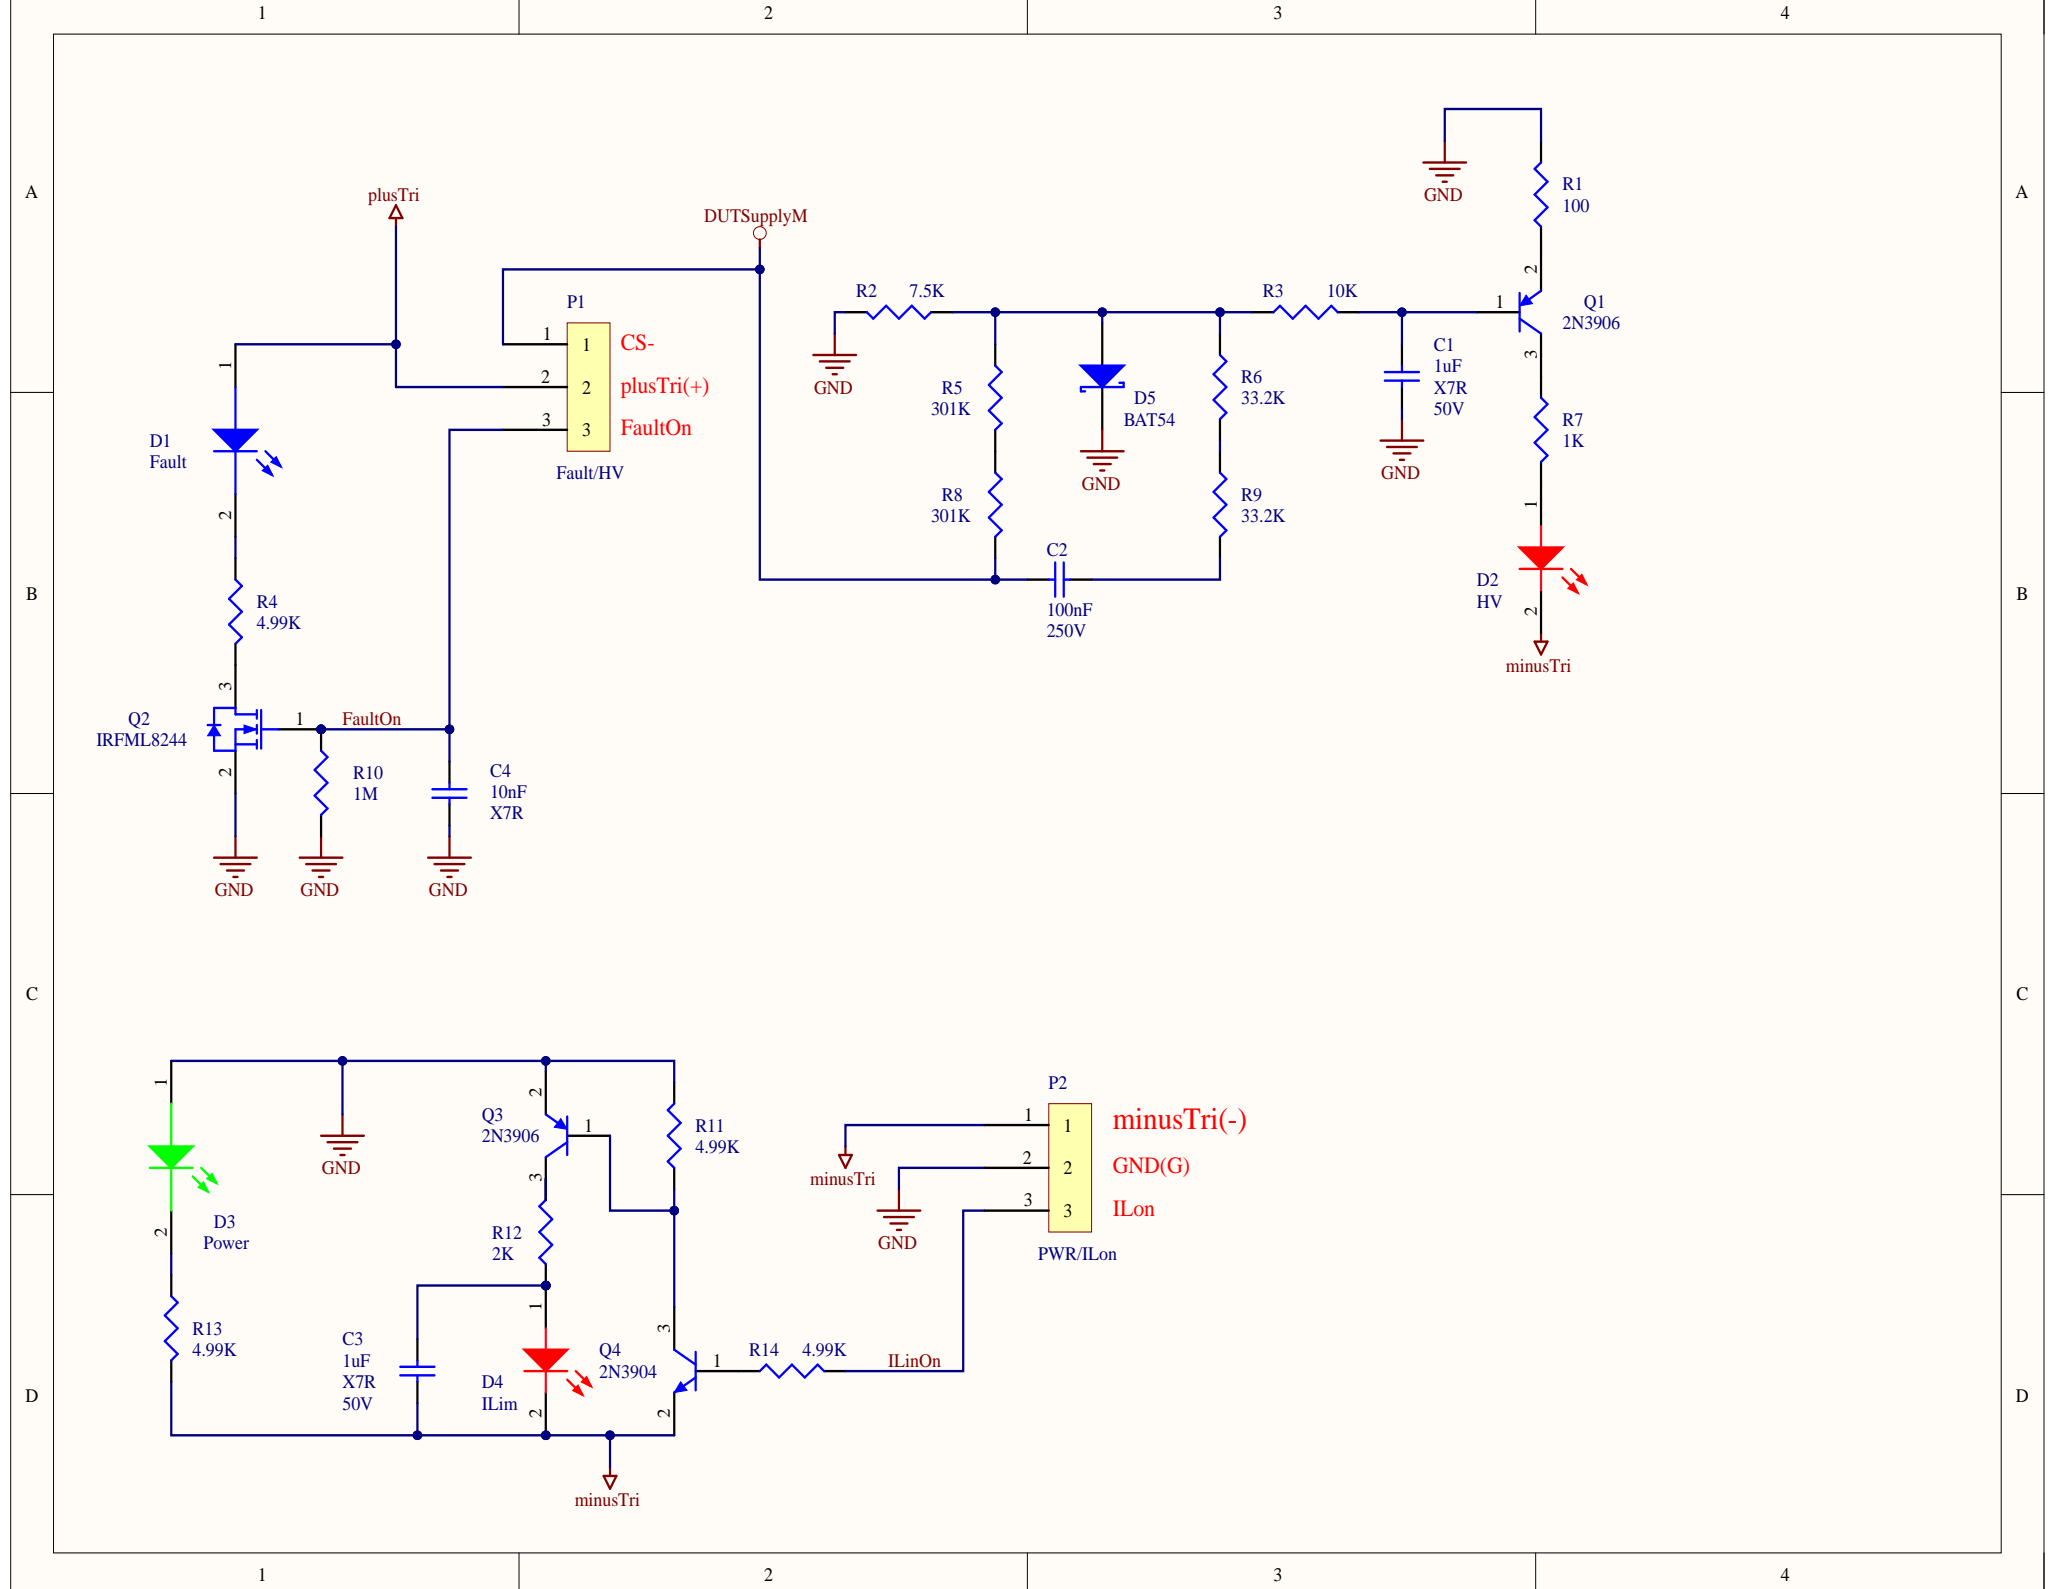 1 2 3 4
A A
B B
C C
D D
1 2 3 4
plusTri
1
D1
Fault
2
R4
4.99K
3
Q2
IRFML8244
1
FaultOn
2
R10
1M
C4
10nF
X7R
GND
GND
GND
DUTSupplyM
P1
1 1 CS-
2 2 plusTri(+)
3 3 FaultOn
Fault/HV
R2 7.5K
GND
R5
301K
R8
301K
D5
BAT54
GND
R6
33.2K
R9
33.2K
C2
100nF
250V
R3 10K
C1
1uF
X7R
50V
GND
GND
R1
100
2
1
Q1
2N3906
3
R7
1K
1
D2
HV
2
minusTri
1
D3
Power
2
R13
4.99K
GND
2
Q3
2N3906
1
3
R11
4.99K
R12
2K
C3
1uF
X7R
50V
1
D4
ILim
2
Q4
2N3904
3
1
2
R14 4.99K
ILinOn
minusTri
P2
1 1 minusTri(-)
2 2 GND(G)
3 3 ILon
PWR/ILon
minusTri
GND